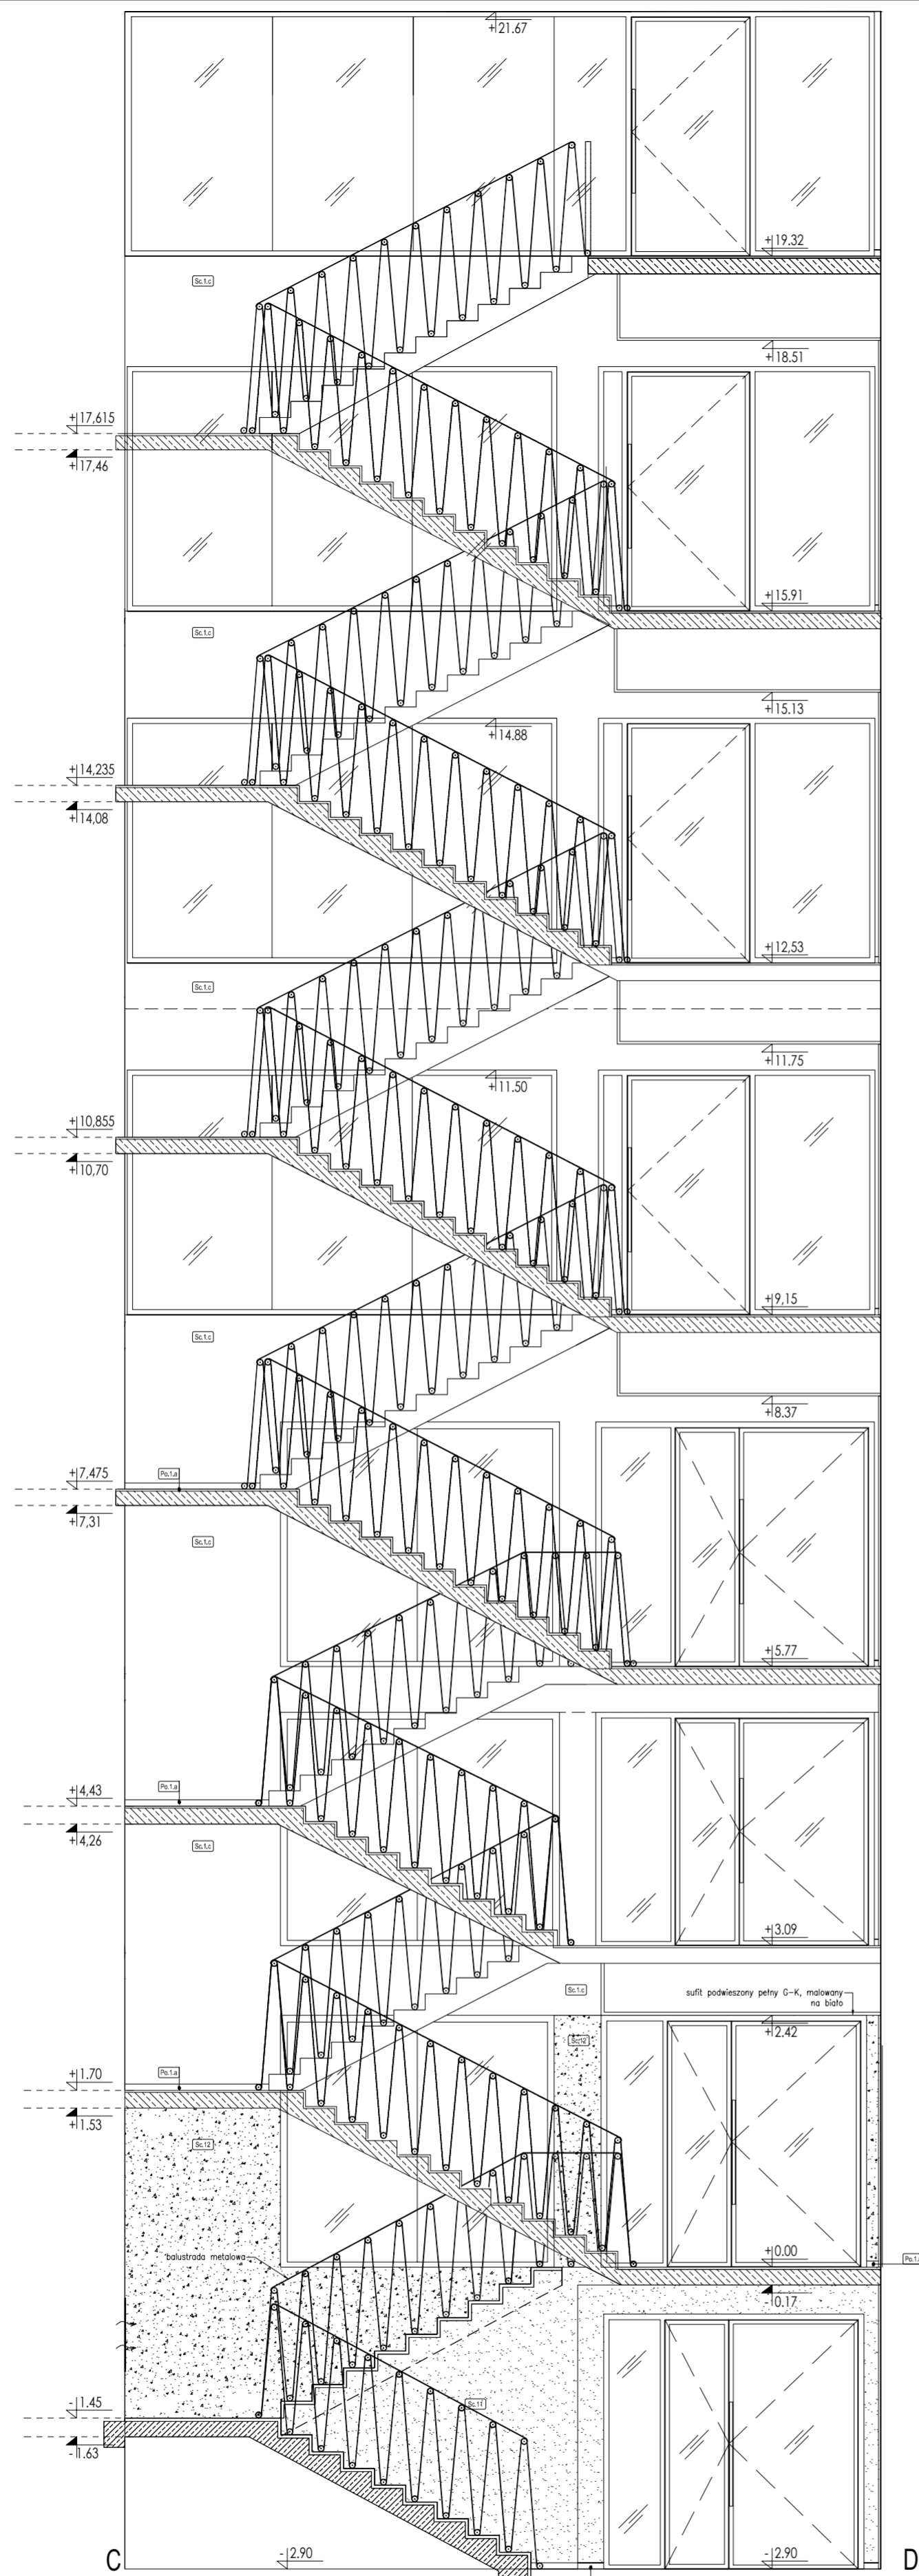 +21.67
+19.32
Sc.1.c
+18.51
+17,615
+17,46
+15.91
Sc.1.c
+15.13
+14.88
+14,235
+14,08
+12,53
Sc.1.c
+11.75
+11.50
+10,855
+10,70
+9,15
Sc.1.c
+8.37
+7,475
Po.1.a
+7,31
Sc.1.c
+5.77
+4,43
Po.1.a
+4,26
Sc.1.c
+3.09
Sc.1.c
sufit podwieszony pełny G-K, malowany
na biało
+2.42
Sc.12
+1.70
Po.1.a
+1.53
Sc.12
+0.00
balustrada metalowa
-0.17
-1.45
Sc.11
-1.63
-2.90
-2.90
C
D